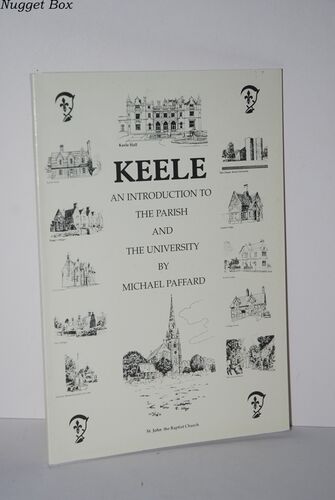 Nugget Box
Keele Hall
KEELE
AN INTRODUCTION TO
THE PARISH
AND
THE UNIVERSITY
BY
MICHAEL PAFFARD
St. John the Baptist Church